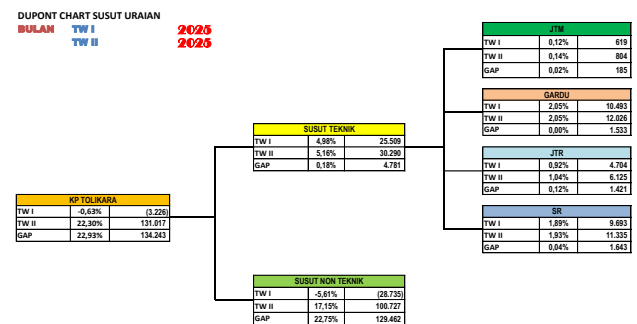 DUPONT CHART SUSUT URAIAN
BULAN TW I 2025
TW II 2025
JTM
TW I 0,12% 619
TW II 0,14% 804
GAP 0,02% 185
GARDU
TW I 2,05% 10.493
TW II 2,05% 12.026
GAP 0,00% 1.533
SUSUT TEKNIK
TW I 4,98% 25.509
TW II 5,16% 30.290
GAP 0,18% 4.781
JTR
TW I 0,92% 4.704
TW II 1,04% 6.125
GAP 0,12% 1.421
KP TOLIKARA
TW I -0,63% (3.226)
TW II 22,30% 131.017
GAP 22,93% 134.243
SR
TW I 1,89% 9.693
TW II 1,93% 11.335
GAP 0,04% 1.643
SUSUT NON TEKNIK
TW I -5,61% (28.735)
TW II 17,15% 100.727
GAP 22,75% 129.462